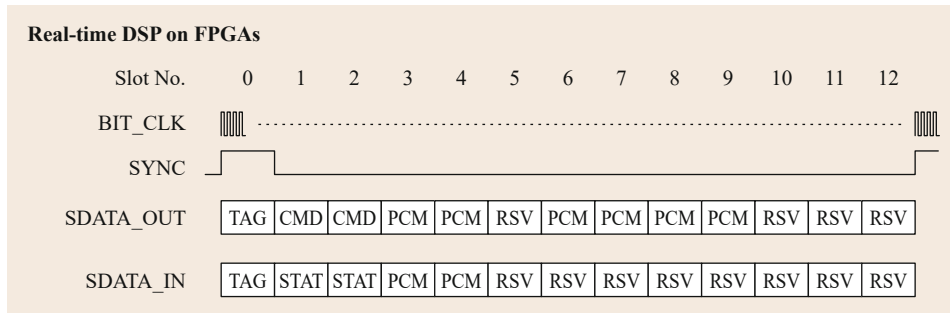 Real-time DSP on FPGAs
Slot No. 0 1 2 3 4 5 6 7 8 9 10 11 12
BIT_CLK
SYNC
SDATA_OUT TAG CMD CMD PCM PCM RSV PCM PCM PCM PCM RSV RSV RSV
SDATA_IN TAG STAT STAT PCM PCM RSV RSV RSV RSV RSV RSV RSV RSV